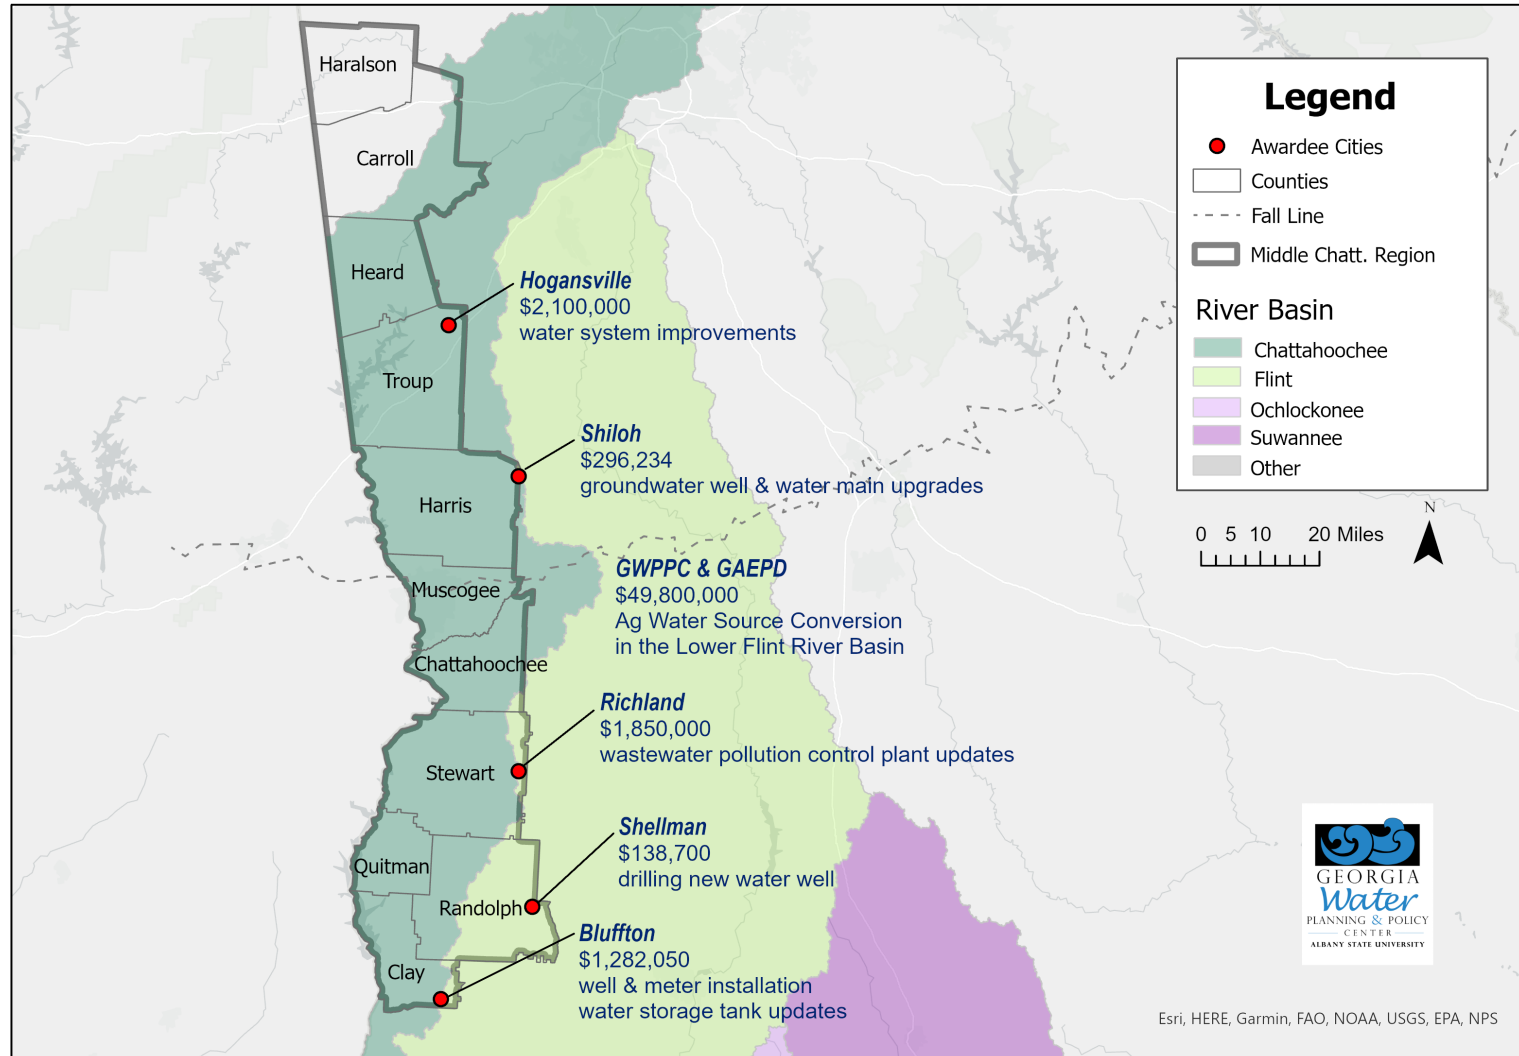 Haralson
Carroll
Heard
Troup
Harris
Muscogee
Chattahoochee
Stewart
Quitman
Randolph
Clay
Hogansville
$2,100,000
water system improvements
Shiloh
$296,234
groundwater well & water main upgrades
GWPPC & GAEPD
$49,800,000
Ag Water Source Conversion
in the Lower Flint River Basin
Richland
$1,850,000
wastewater pollution control plant updates
Shellman
$138,700
drilling new water well
Bluffton
$1,282,050
well & meter installation
water storage tank updates
Legend
Awardee Cities
Counties
Fall Line
Middle Chatt. Region
River Basin
Chattahoochee
Flint
Ochlockonee
Suwannee
Other
0 5 10 20 Miles
N
GEORGIA
Water
PLANNING & POLICY
CENTER
ALBANY STATE UNIVERSITY
Esri, HERE, Garmin, FAO, NOAA, USGS, EPA, NPS